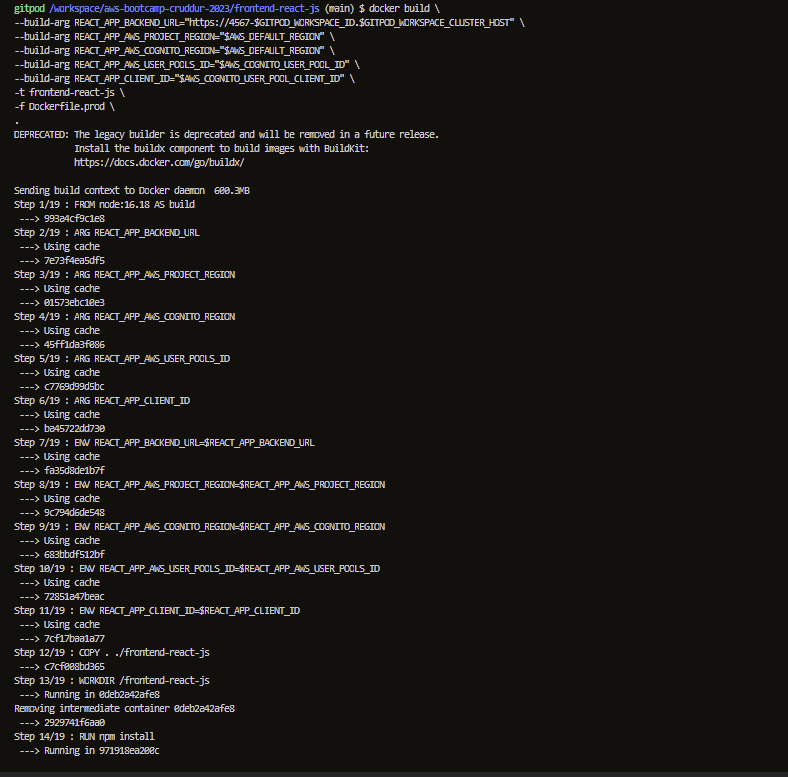 gitpod /workspace/aws-bootcamp-cruddur-2023/frontend-react-js (main) $ docker build \
--build-arg REACT_APP_BACKEND_URL="https://4567-$GITPOD_WORKSPACE_ID.$GITPOD_WORKSPACE_CLUSTER_HOST" \
--build-arg REACT_APP_AWS_PROJECT_REGION="$AWS_DEFAULT_REGION" \
--build-arg REACT_APP_AWS_COGNITO_REGION="$AWS_DEFAULT_REGION" \
--build-arg REACT_APP_AWS_USER_POOLS_ID="$AWS_COGNITO_USER_POOL_ID" \
--build-arg REACT_APP_CLIENT_ID="$AWS_COGNITO_USER_POOL_CLIENT_ID" \
-t frontend-react-js \
-f Dockerfile.prod \
.
DEPRECATED: The legacy builder is deprecated and will be removed in a future release.
Install the buildx component to build images with BuildKit:
https://docs.docker.com/go/buildx/
Sending build context to Docker daemon  600.3MB
Step 1/19 : FROM node:16.18 AS build
---> 993a4cf9c1e8
Step 2/19 : ARG REACT_APP_BACKEND_URL
---> Using cache
---> 7e73f4ea5df5
Step 3/19 : ARG REACT_APP_AWS_PROJECT_REGION
---> Using cache
---> 01573ebc10e3
Step 4/19 : ARG REACT_APP_AWS_COGNITO_REGION
---> Using cache
---> 45ff1da3f086
Step 5/19 : ARG REACT_APP_AWS_USER_POOLS_ID
---> Using cache
---> c7769d99d5bc
Step 6/19 : ARG REACT_APP_CLIENT_ID
---> Using cache
---> ba45722dd730
Step 7/19 : ENV REACT_APP_BACKEND_URL=$REACT_APP_BACKEND_URL
---> Using cache
---> fa35d8de1b7f
Step 8/19 : ENV REACT_APP_AWS_PROJECT_REGION=$REACT_APP_AWS_PROJECT_REGION
---> Using cache
---> 9c794d6de548
Step 9/19 : ENV REACT_APP_AWS_COGNITO_REGION=$REACT_APP_AWS_COGNITO_REGION
---> Using cache
---> 683bbdf512bf
Step 10/19 : ENV REACT_APP_AWS_USER_POOLS_ID=$REACT_APP_AWS_USER_POOLS_ID
---> Using cache
---> 72851a47beac
Step 11/19 : ENV REACT_APP_CLIENT_ID=$REACT_APP_CLIENT_ID
---> Using cache
---> 7cf17baa1a77
Step 12/19 : COPY . ./frontend-react-js
---> c7cf008bd365
Step 13/19 : WORKDIR /frontend-react-js
---> Running in 0deb2a42afe8
Removing intermediate container 0deb2a42afe8
---> 2929741f6aa0
Step 14/19 : RUN npm install
---> Running in 971918ea200c